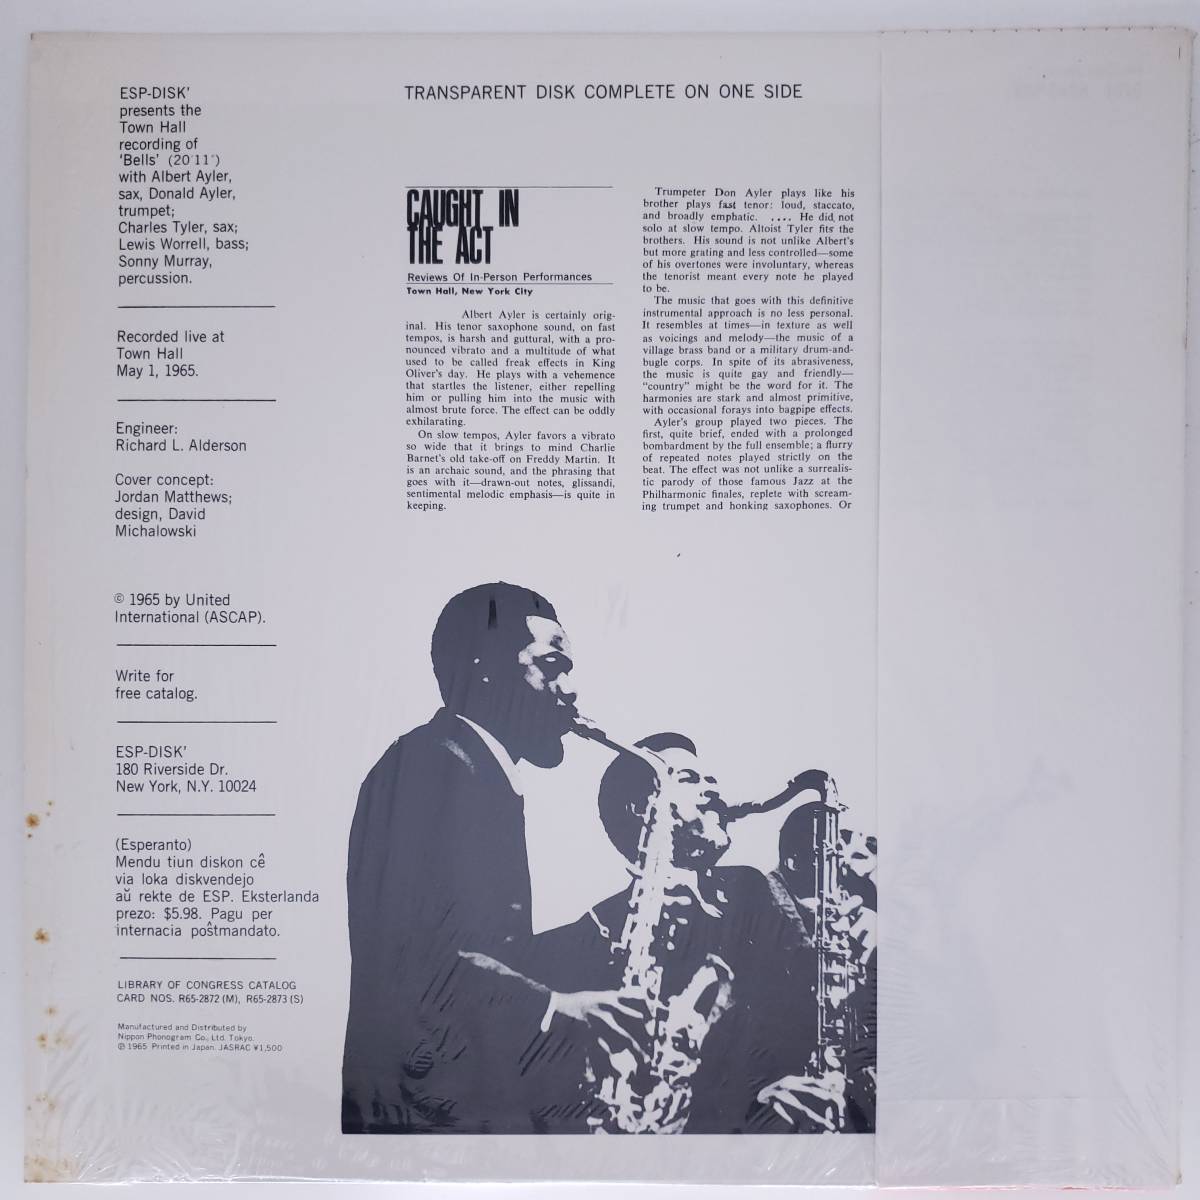 ESP-DISK'
presents the
Town Hall
recording of
'Bells' (20'11")
with Albert Ayler,
sax, Donald Ayler,
trumpet;
Charles Tyler, sax;
Lewis Worrell, bass;
Sonny Murray,
percussion.
Recorded live at
Town Hall
May 1, 1965.
Engineer:
Richard L. Alderson
Cover concept:
Jordan Matthews;
design, David
Michalowski
© 1965 by United
International (ASCAP).
Write for
free catalog.
ESP-DISK'
180 Riverside Dr.
New York, N.Y. 10024
(Esperanto)
Mendu tiun diskon cê
via loka diskvendejo
aŭ rekte de ESP. Eksterlanda
prezo: $5.98. Pagu per
internacia poŝtmandato.
LIBRARY OF CONGRESS CATALOG
CARD NOS. R65-2872 (M), R65-2873 (S)
Manufactured and Distributed by
Nippon Phonogram Co., Ltd. Tokyo.
℗ 1965 Printed in Japan. JASRAC ¥1,500
TRANSPARENT DISK COMPLETE ON ONE SIDE
CAUGHT IN
THE ACT
Reviews Of In-Person Performances
Town Hall, New York City
Albert Ayler is certainly orig-
inal. His tenor saxophone sound, on fast
tempos, is harsh and guttural, with a pro-
nounced vibrato and a multitude of what
used to be called freak effects in King
Oliver's day. He plays with a vehemence
that startles the listener, either repelling
him or pulling him into the music with
almost brute force. The effect can be oddly
exhilarating.
On slow tempos, Ayler favors a vibrato
so wide that it brings to mind Charlie
Barnet's old take-off on Freddy Martin. It
is an archaic sound, and the phrasing that
goes with it—drawn-out notes, glissandi,
sentimental melodic emphasis—is quite in
keeping.
Trumpeter Don Ayler plays like his
brother plays fast tenor: loud, staccato,
and broadly emphatic. .... He did not
solo at slow tempo. Altoist Tyler fits the
brothers. His sound is not unlike Albert's
but more grating and less controlled—some
of his overtones were involuntary, whereas
the tenorist meant every note he played
to be.
The music that goes with this definitive
instrumental approach is no less personal.
It resembles at times—in texture as well
as voicings and melody—the music of a
village brass band or a military drum-and-
bugle corps. In spite of its abrasiveness,
the music is quite gay and friendly—
"country" might be the word for it. The
harmonies are stark and almost primitive,
with occasional forays into bagpipe effects.
Ayler's group played two pieces. The
first, quite brief, ended with a prolonged
bombardment by the full ensemble; a flurry
of repeated notes played strictly on the
beat. The effect was not unlike a surrealis-
tic parody of those famous Jazz at the
Philharmonic finales, replete with scream-
ing trumpet and honking saxophones. Or